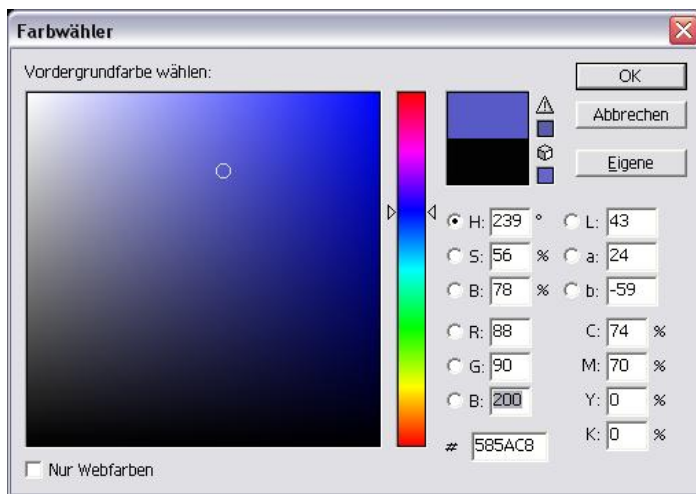 Farbwähler
Vordergrundfarbe wählen:
OK
Abbrechen
Eigene
H: 239 °
L: 43
S: 56 %
a: 24
B: 78 %
b: -59
R: 88
C: 74 %
G: 90
M: 70 %
B: 200
Y: 0 %
# 585AC8
K: 0 %
Nur Webfarben